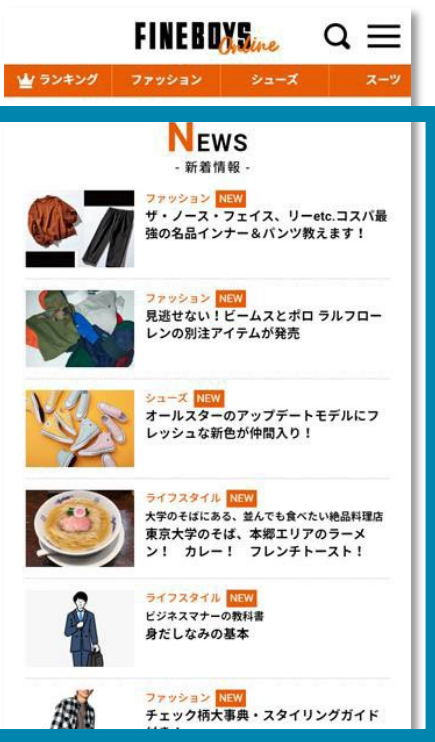 FINEBOYS
Online
ランキング ファッション シューズ スーツ
NEWS
- 新着情報 -
ファッション NEW
ザ・ノース・フェイス、リーetc.コスパ最
強の名品インナー＆パンツ教えます！
ファッション NEW
見逃せない！ビームスとポロ ラルフロー
レンの別注アイテムが発売
シューズ NEW
オールスターのアップデートモデルにフ
レッシュな新色が仲間入り！
ライフスタイル NEW
大学のそばにある、並んでも食べたい絶品料理店
東京大学のそば、本郷エリアのラーメ
ン！　カレー！　フレンチトースト！
ライフスタイル NEW
ビジネスマナーの教科書
身だしなみの基本
ファッション NEW
チェック柄大事典・スタイリングガイド